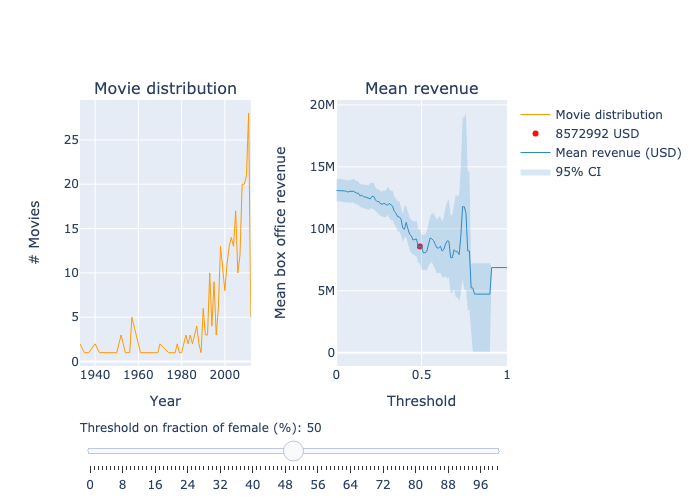 Movie distribution
Mean revenue
# Movies
0
5
10
15
20
25
1940
1960
1980
2000
Year
Mean box office revenue
0
5M
10M
15M
20M
0
0.5
1
Threshold
Movie distribution
8572992 USD
Mean revenue (USD)
95% CI
Threshold on fraction of female (%): 50
0 8 16 24 32 40 48 56 64 72 80 88 96